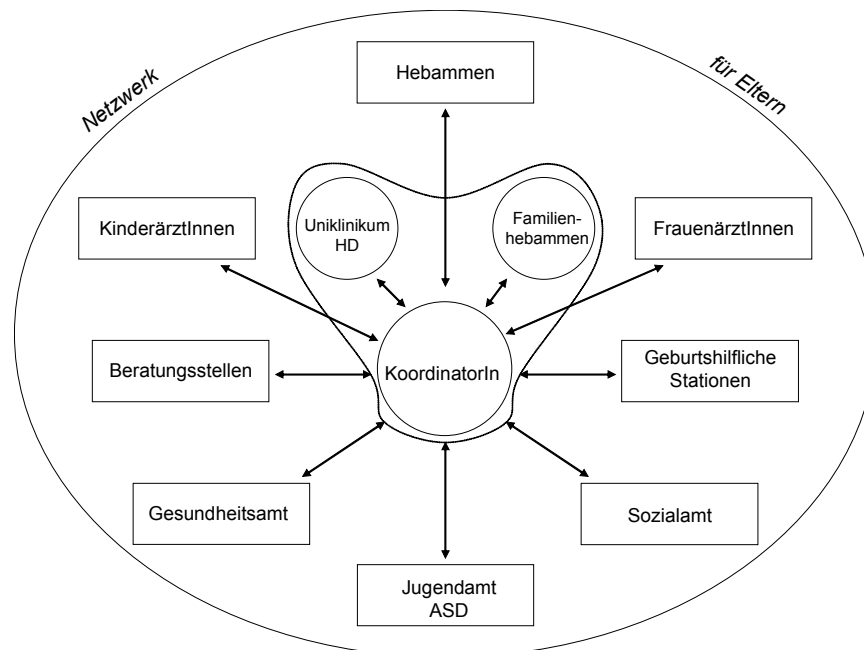 Netzwerk
für Eltern
Hebammen
KinderärztInnen
Uniklinikum
HD
Familien-
hebammen
FrauenärztInnen
Beratungsstellen
KoordinatorIn
Geburtshilfliche
Stationen
Gesundheitsamt
Sozialamt
Jugendamt
ASD